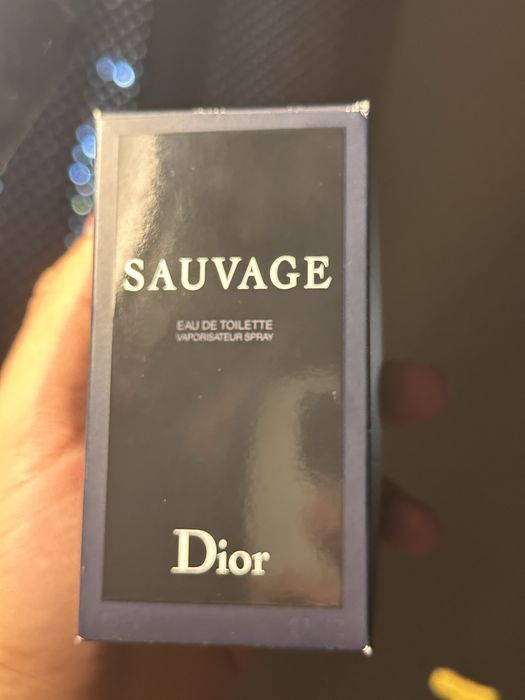 SAUVAGE
EAU DE TOILETTE
VAPORISATEUR SPRAY
Dior